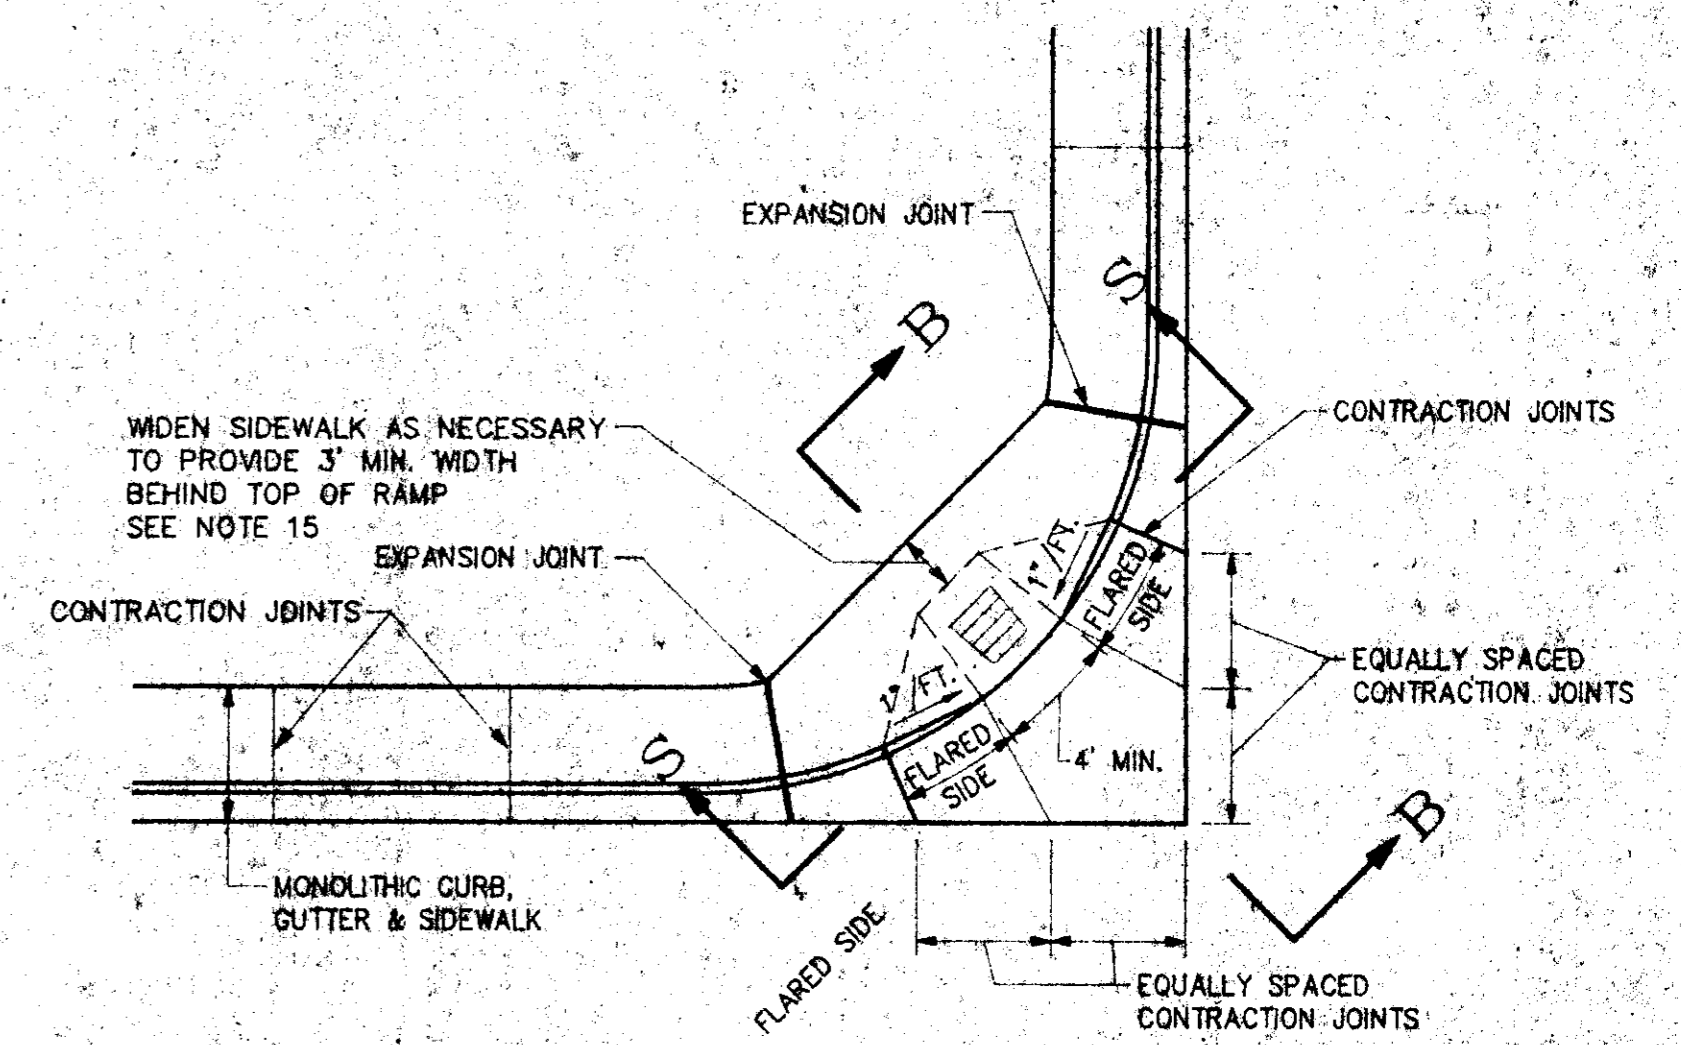 EXPANSION JOINT
S
B
CONTRACTION JOINTS
WIDEN SIDEWALK AS NECESSARY
TO PROVIDE 3' MIN. WIDTH
BEHIND TOP OF RAMP
SEE NOTE 15
EXPANSION JOINT
1"/FT.
FLARED
SIDE
CONTRACTION JOINTS
EQUALLY SPACED
CONTRACTION JOINTS
1"/FT.
S
FLARED
SIDE
4' MIN.
B
MONOLITHIC CURB,
GUTTER & SIDEWALK
FLARED SIDE
EQUALLY SPACED
CONTRACTION JOINTS